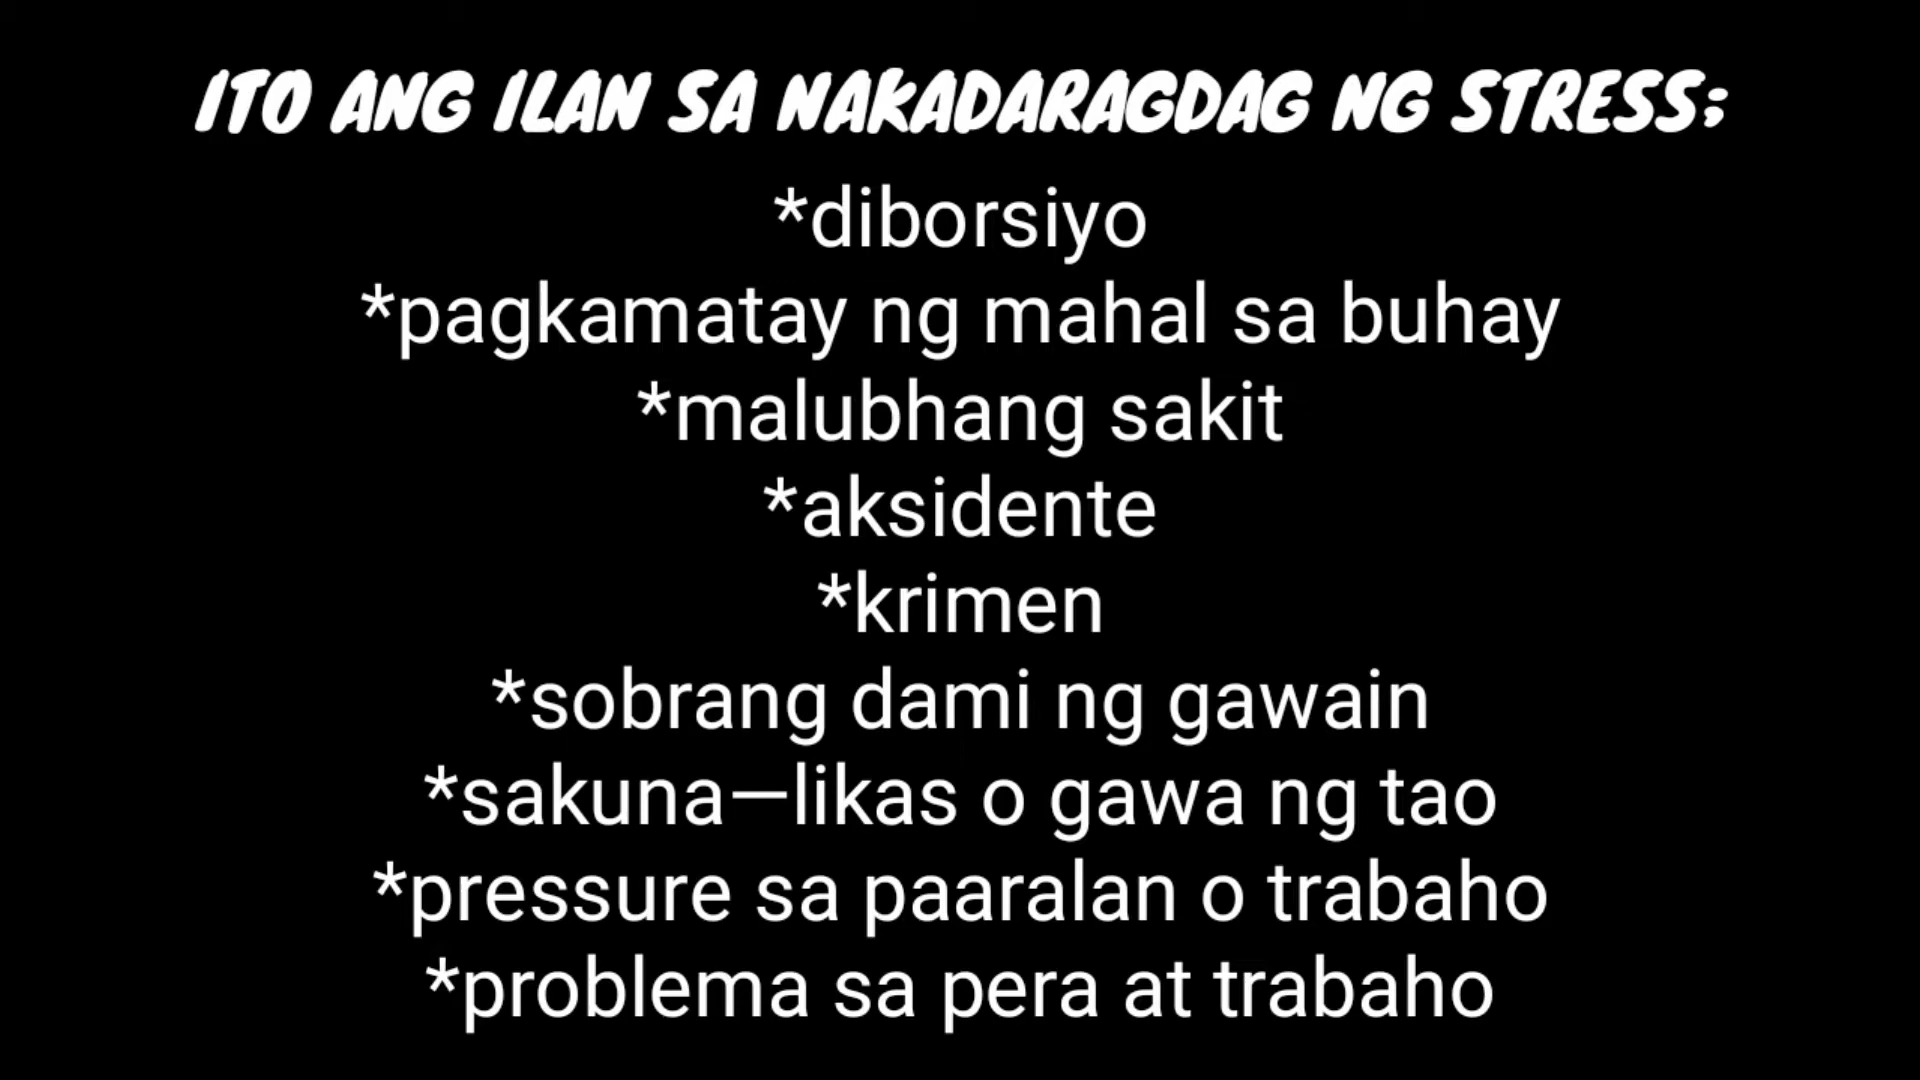 ITO ANG ILAN SA NAKADARAGDAG NG STRESS;
*diborsiyo
*pagkamatay ng mahal sa buhay
*malubhang sakit
*aksidente
*krimen
*sobrang dami ng gawain
*sakuna—likas o gawa ng tao
*pressure sa paaralan o trabaho
*problema sa pera at trabaho